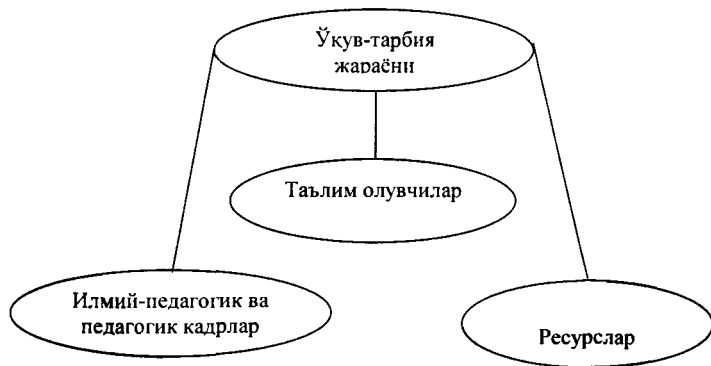 Ўқув-тарбия
жараёни
Таълим олувчилар
Илмий-педагогик ва
педагогик кадрлар
Ресурслар